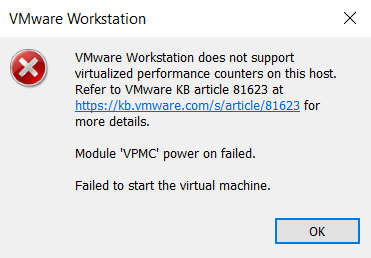 VMware Workstation
VMware Workstation does not support
virtualized performance counters on this host.
Refer to VMware KB article 81623 at
https://kb.vmware.com/s/article/81623 for
more details.
Module 'VPMC' power on failed.
Failed to start the virtual machine.
OK